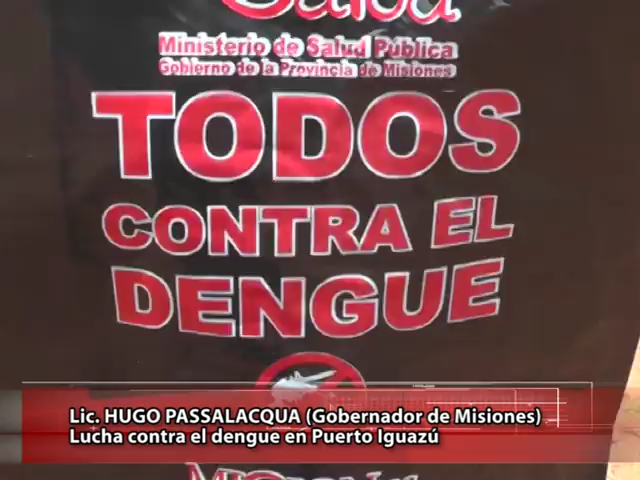 Salud
Ministerio de Salud Pública
Gobierno de la Provincia de Misiones
TODOS
CONTRA EL
DENGUE
Lic. HUGO PASSALACQUA (Gobernador de Misiones)
Lucha contra el dengue en Puerto Iguazú